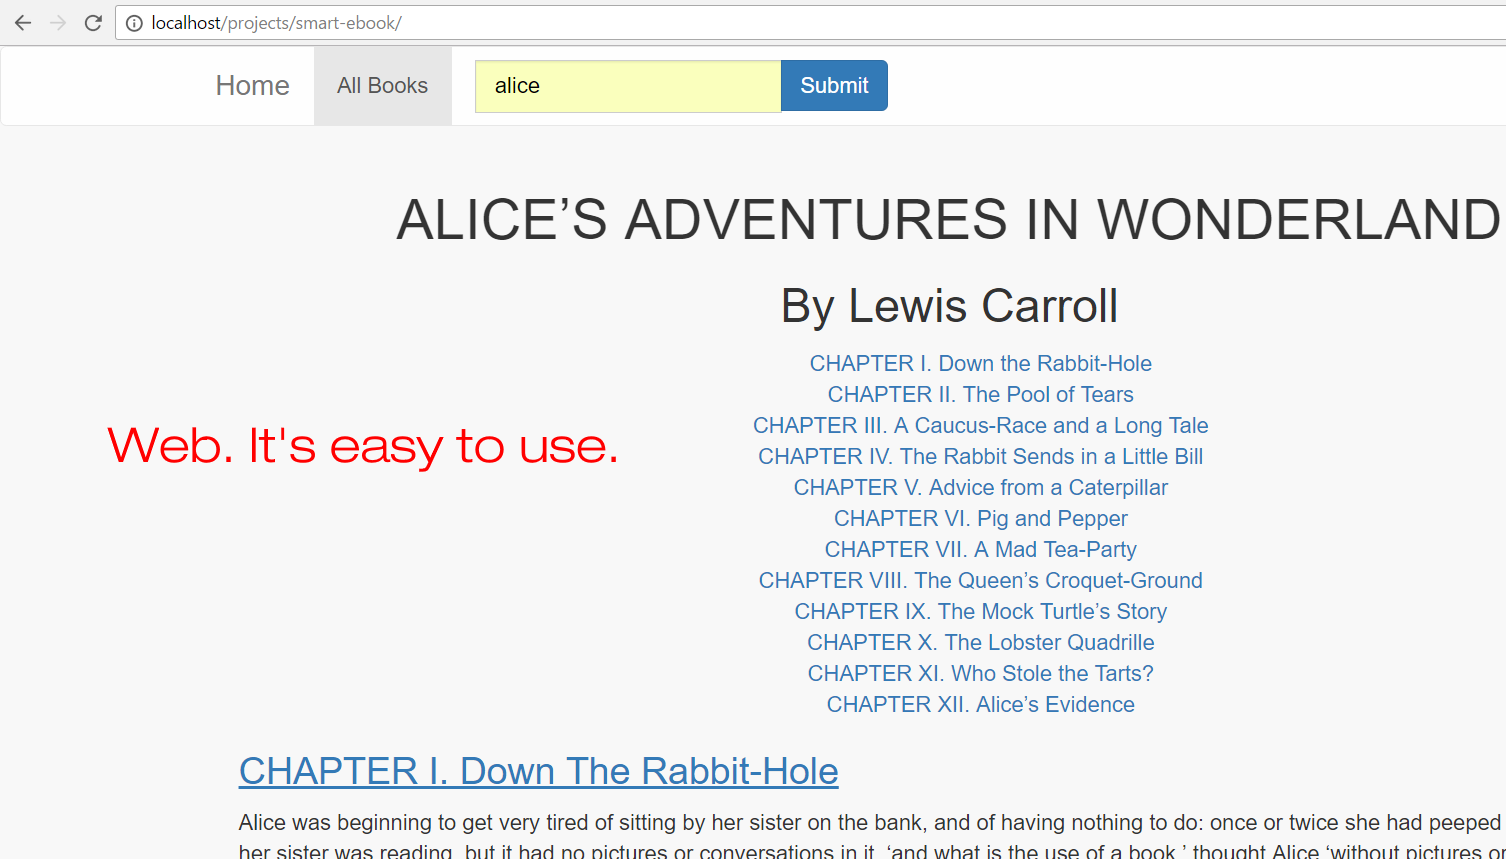 localhost/projects/smart-ebook/
Home All Books alice Submit
ALICE’S ADVENTURES IN WONDERLAND
By Lewis Carroll
CHAPTER I. Down the Rabbit-Hole
CHAPTER II. The Pool of Tears
CHAPTER III. A Caucus-Race and a Long Tale
Web. It's easy to use.
CHAPTER IV. The Rabbit Sends in a Little Bill
CHAPTER V. Advice from a Caterpillar
CHAPTER VI. Pig and Pepper
CHAPTER VII. A Mad Tea-Party
CHAPTER VIII. The Queen’s Croquet-Ground
CHAPTER IX. The Mock Turtle’s Story
CHAPTER X. The Lobster Quadrille
CHAPTER XI. Who Stole the Tarts?
CHAPTER XII. Alice’s Evidence
CHAPTER I. Down The Rabbit-Hole
Alice was beginning to get very tired of sitting by her sister on the bank, and of having nothing to do: once or twice she had peeped
her sister was reading, but it had no pictures or conversations in it, ‘and what is the use of a book,’ thought Alice ‘without pictures or